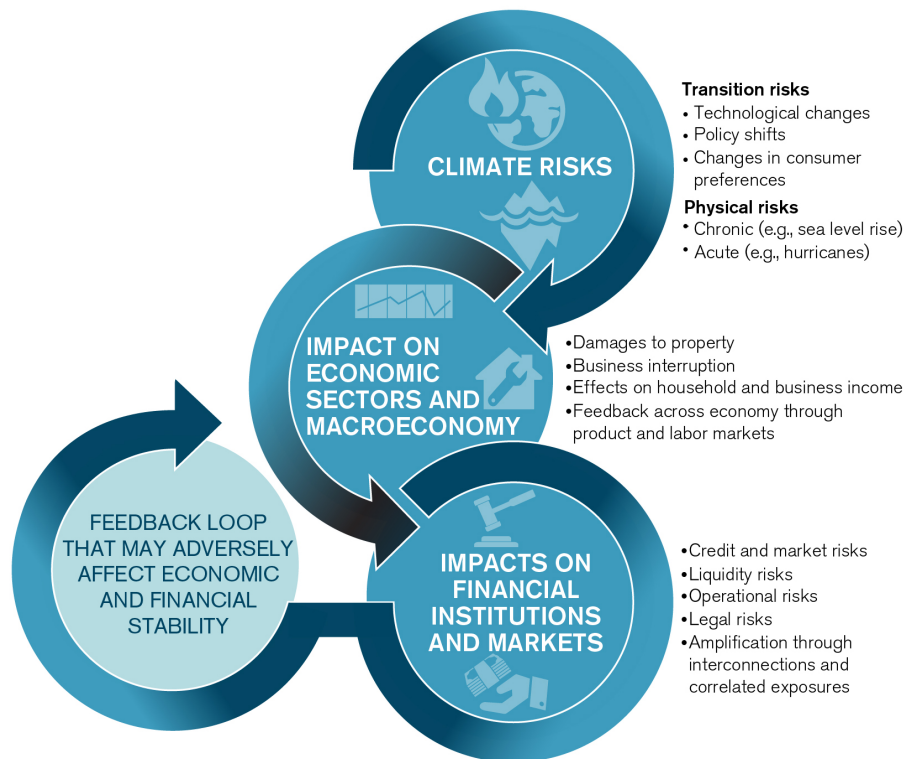 CLIMATE RISKS
Transition risks
• Technological changes
• Policy shifts
• Changes in consumer
preferences
Physical risks
• Chronic (e.g., sea level rise)
• Acute (e.g., hurricanes)
IMPACT ON
ECONOMIC
SECTORS AND
MACROECONOMY
•Damages to property
•Business interruption
•Effects on household and business income
•Feedback across economy through
product and labor markets
IMPACTS ON
FINANCIAL
INSTITUTIONS
AND MARKETS
•Credit and market risks
•Liquidity risks
•Operational risks
•Legal risks
•Amplification through
interconnections and
correlated exposures
FEEDBACK LOOP
THAT MAY ADVERSELY
AFFECT ECONOMIC
AND FINANCIAL
STABILITY